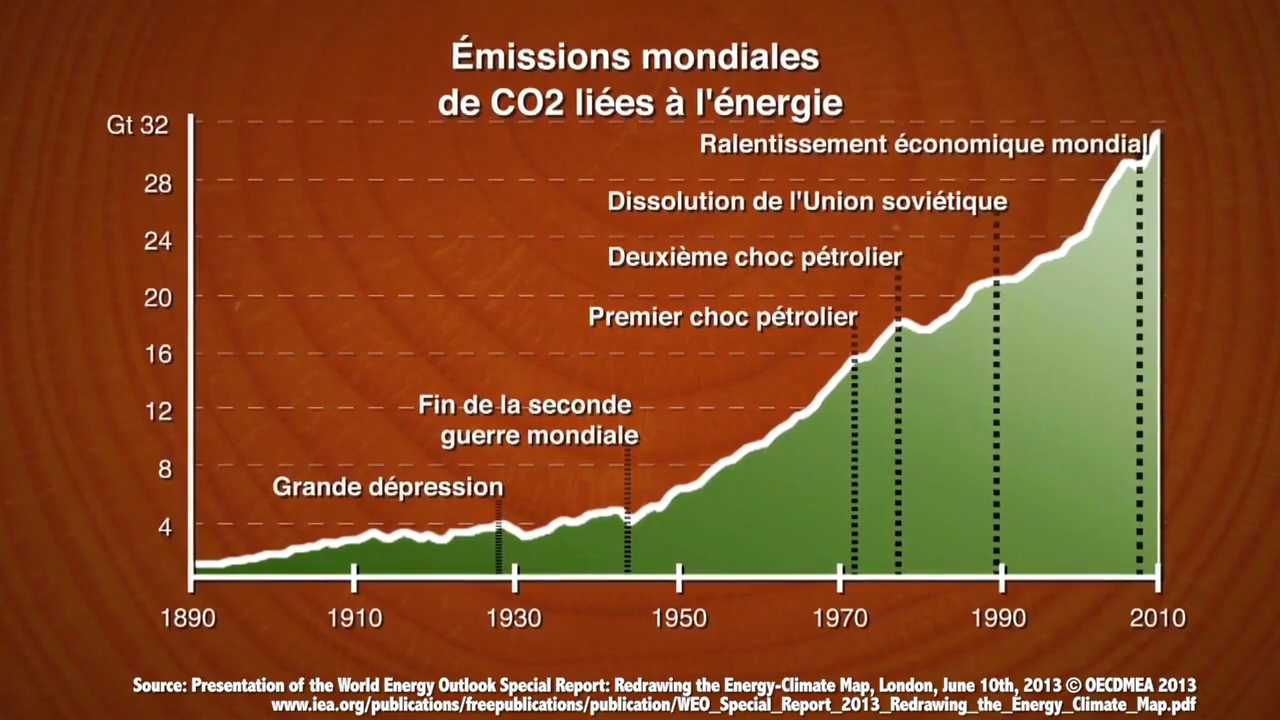 Émissions mondiales
de CO2 liées à l'énergie
Gt 32
Ralentissement économique mondial
28
Dissolution de l'Union soviétique
24
Deuxième choc pétrolier
20
Premier choc pétrolier
16
12
Fin de la seconde
guerre mondiale
8
Grande dépression
4
1890 1910 1930 1950 1970 1990 2010
Source: Presentation of the World Energy Outlook Special Report: Redrawing the Energy-Climate Map, London, June 10th, 2013 © OECDMEA 2013
www.iea.org/publications/freepublications/publication/WEO_Special_Report_2013_Redrawing_the_Energy_Climate_Map.pdf